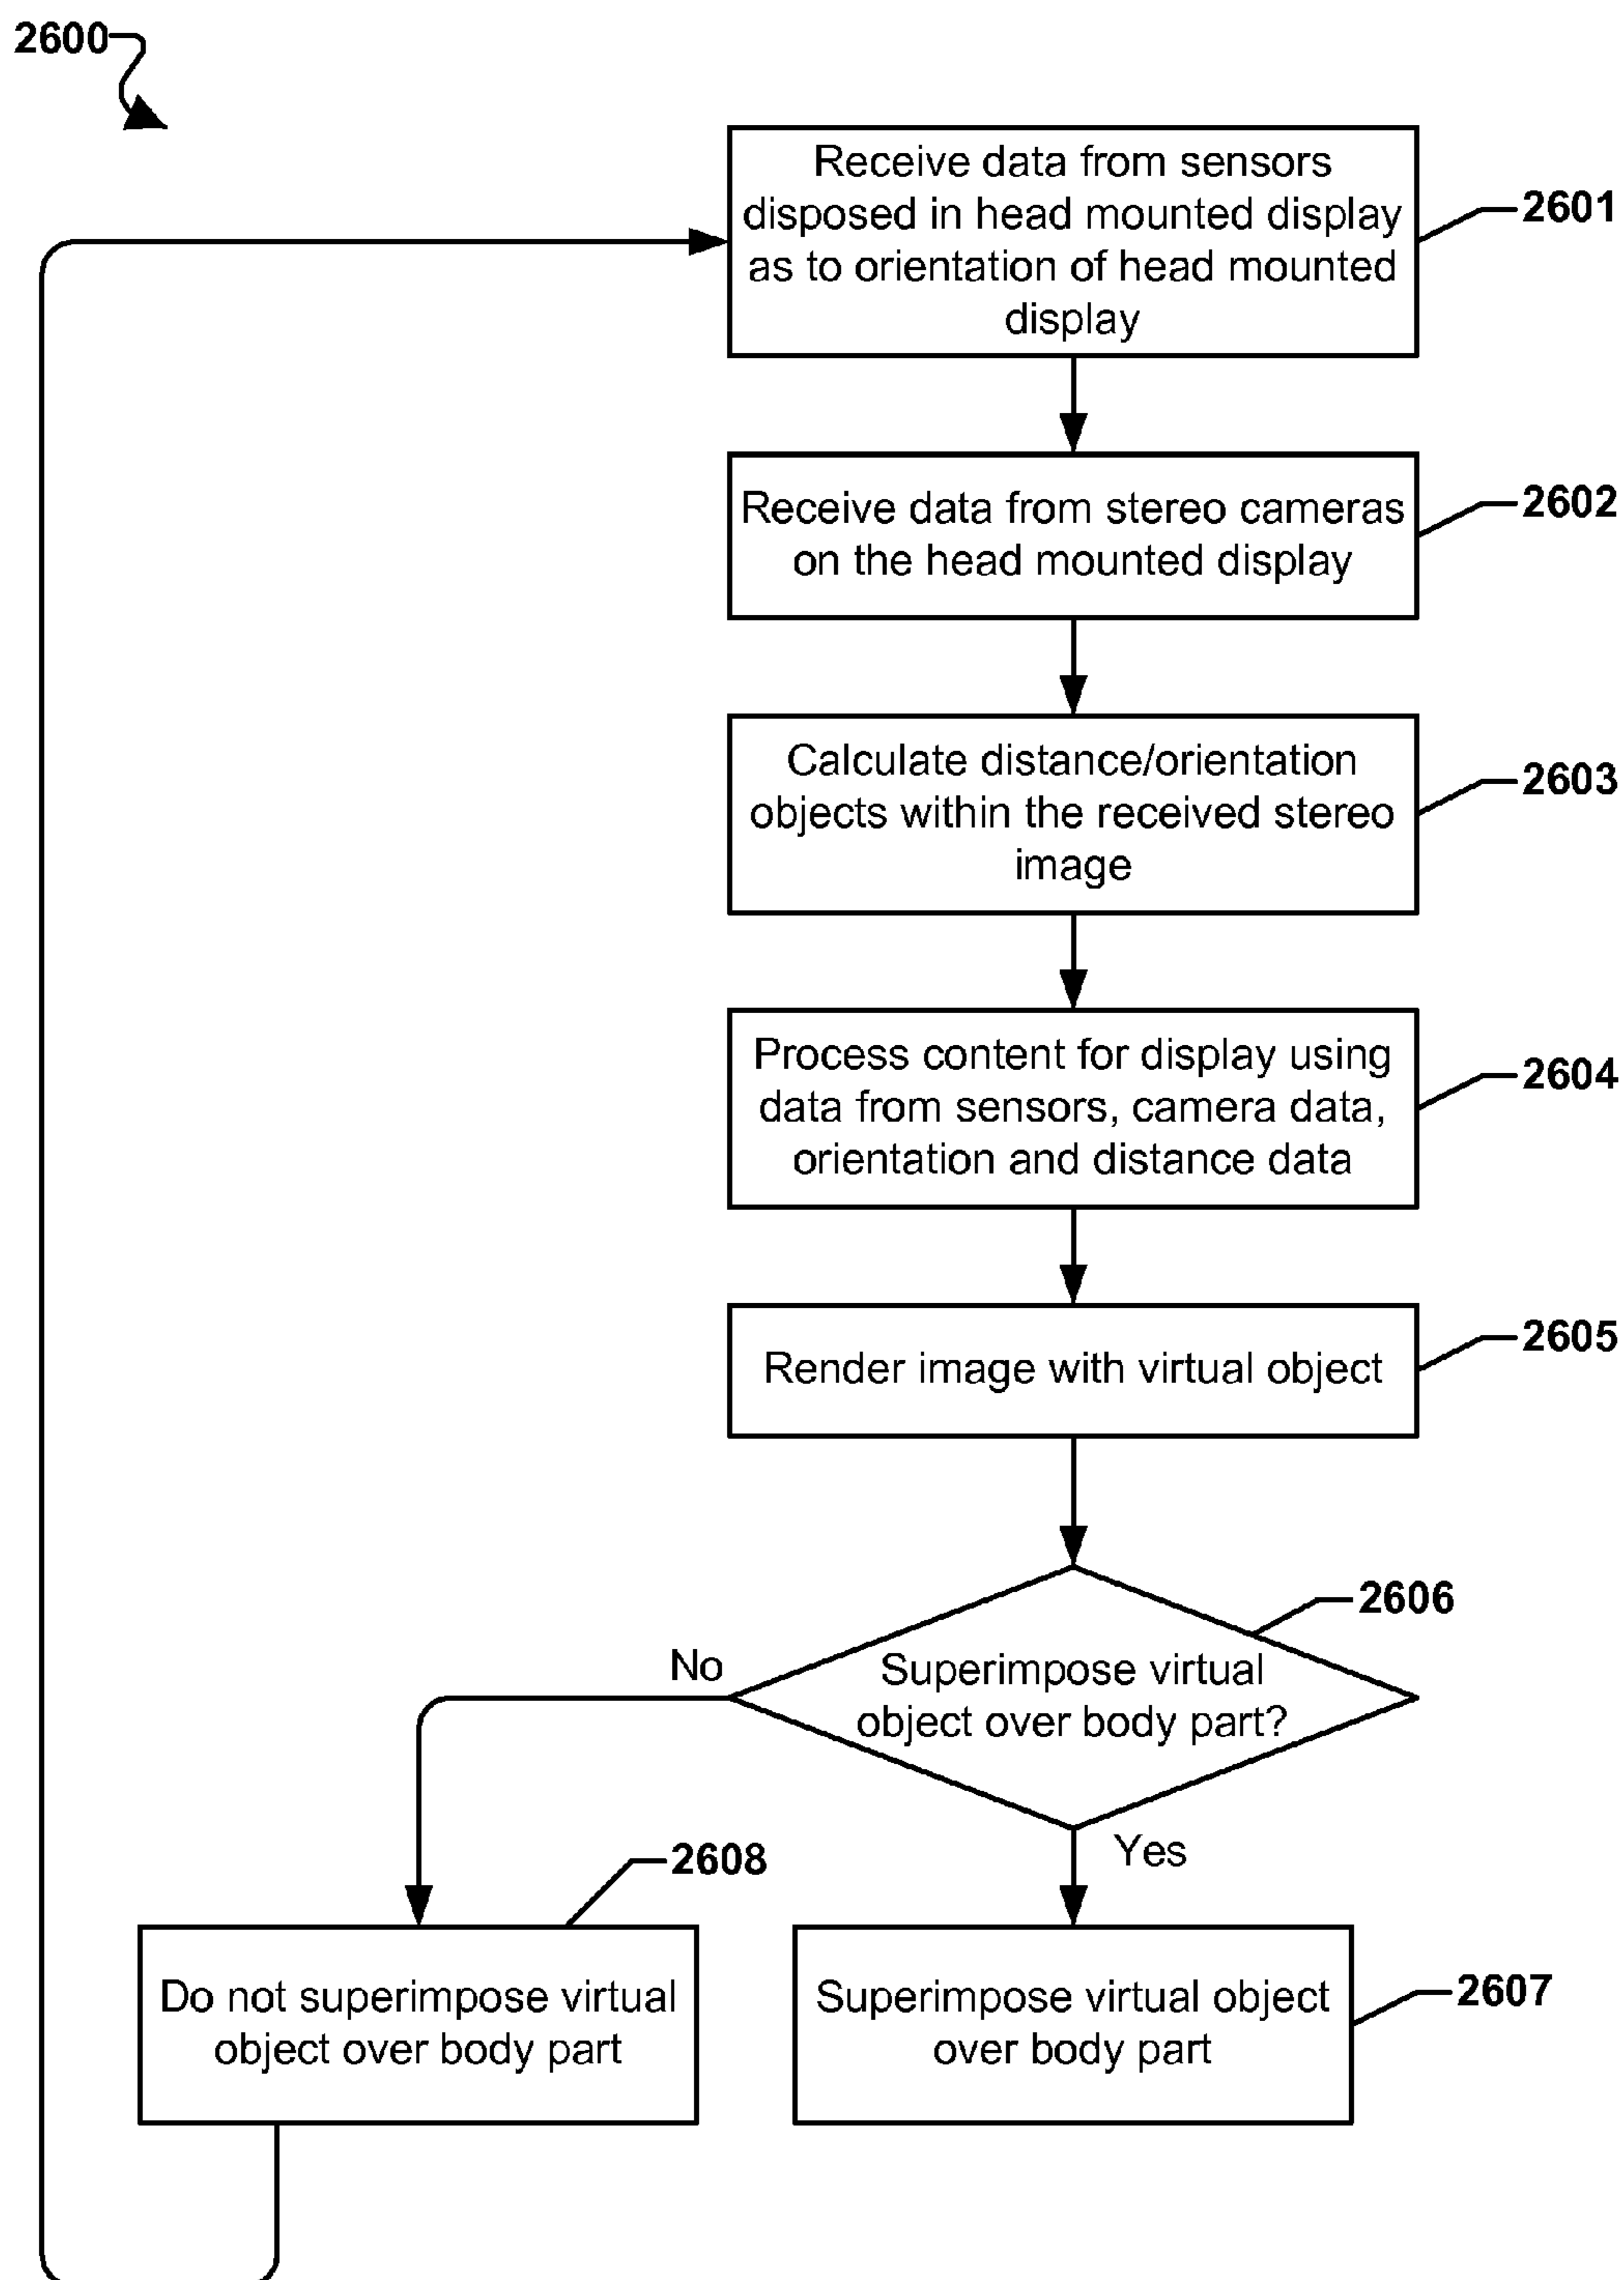 2600
Receive data from sensors
disposed in head mounted display
as to orientation of head mounted
display
2601
Receive data from stereo cameras
on the head mounted display
2602
Calculate distance/orientation
objects within the received stereo
image
2603
Process content for display using
data from sensors, camera data,
orientation and distance data
2604
Render image with virtual object
2605
2606
Superimpose virtual
object over body part?
No
Yes
2608
Do not superimpose virtual
object over body part
Superimpose virtual object
over body part
2607